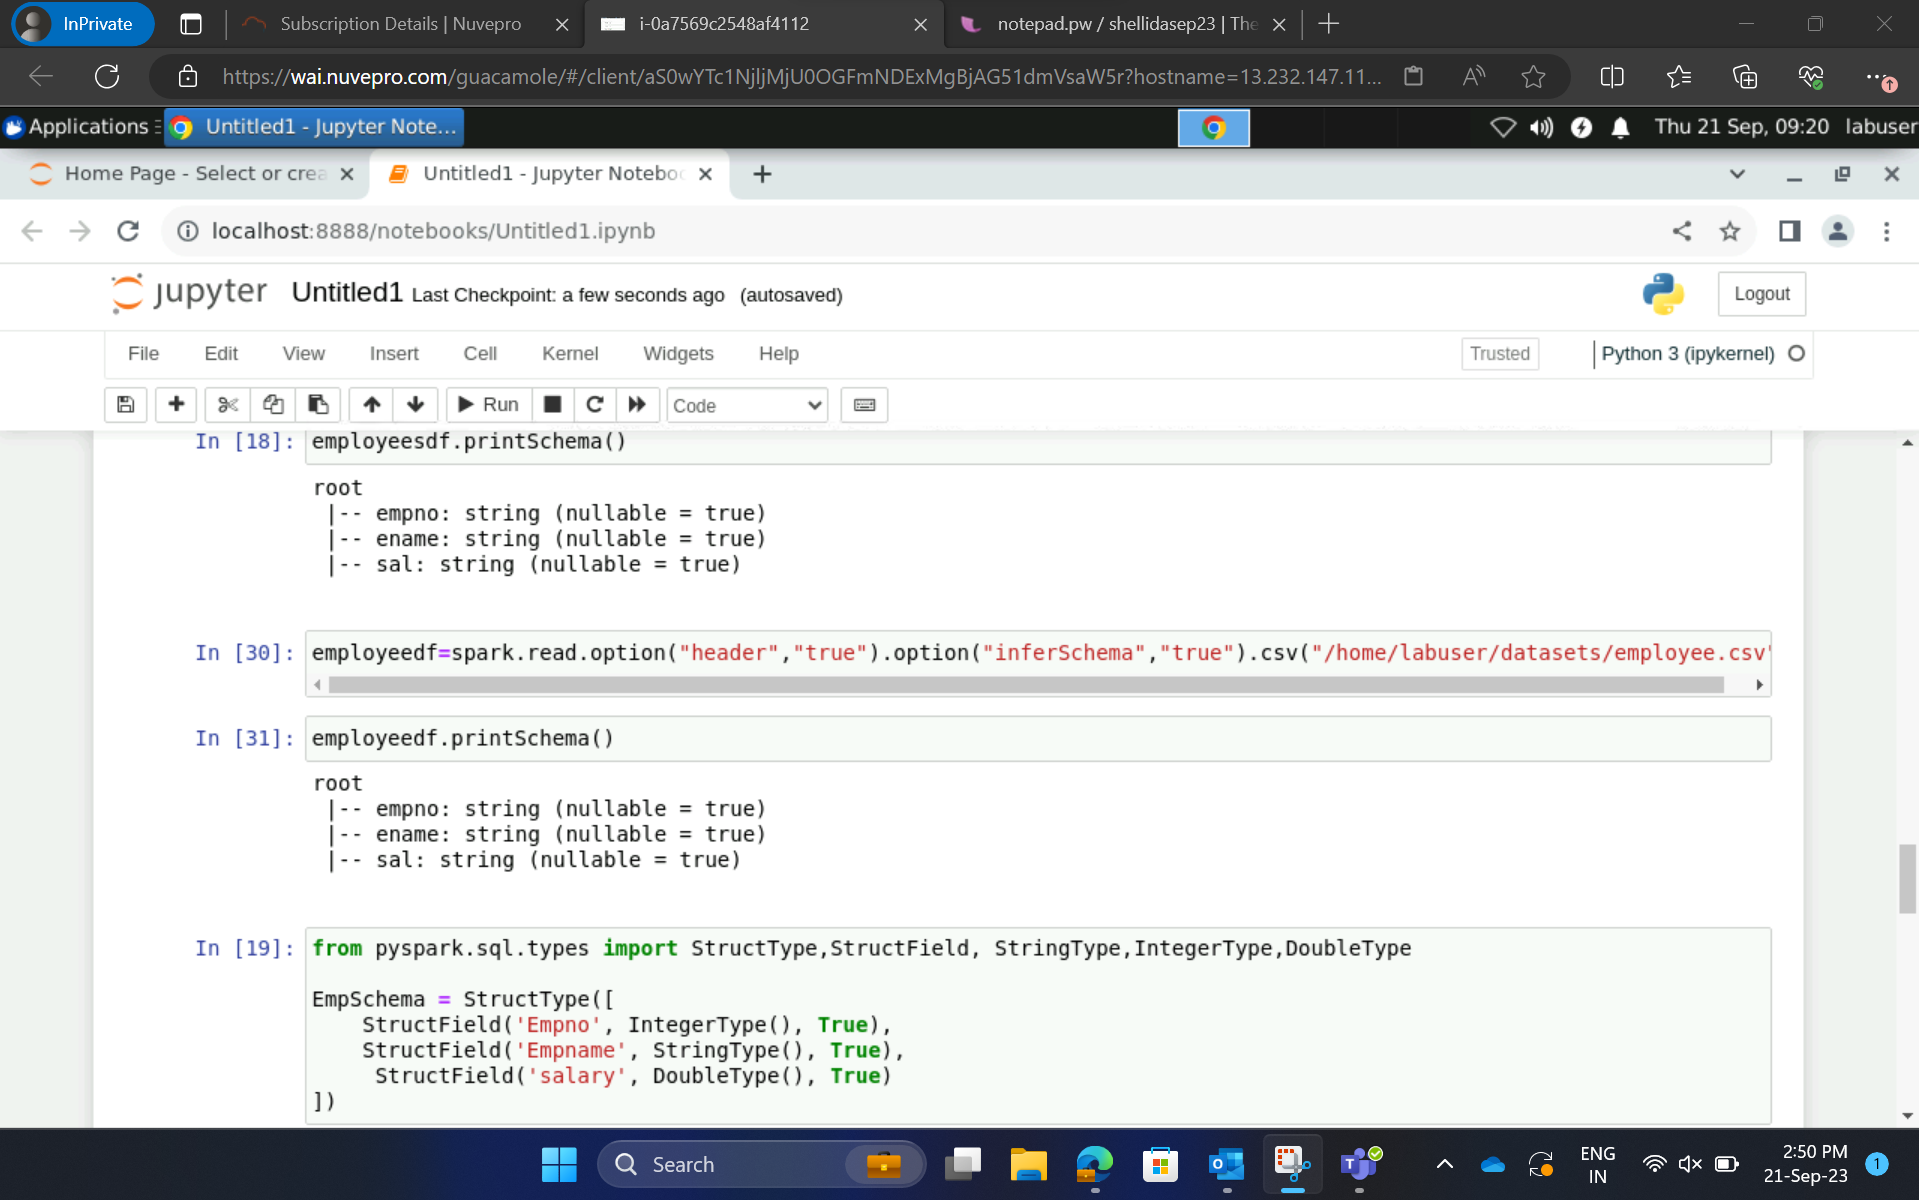 InPrivate
Subscription Details | Nuvepro
i-0a7569c2548af4112
notepad.pw / shellidasep23 | The
https://wai.nuvepro.com/guacamole/#/client/aS0wYTc1NjljMjU0OGFmNDExMgBjAG51dmVsaW5r?hostname=13.232.147.11...
Applications
Untitled1 - Jupyter Note...
Thu 21 Sep, 09:20 labuser
Home Page - Select or crea
Untitled1 - Jupyter Noteboo
localhost:8888/notebooks/Untitled1.ipynb
jupyter Untitled1 Last Checkpoint: a few seconds ago (autosaved)
Logout
File Edit View Insert Cell Kernel Widgets Help
Trusted
Python 3 (ipykernel)
Run
Code
In [18]: employeesdf.printSchema()
root
|-- empno: string (nullable = true)
|-- ename: string (nullable = true)
|-- sal: string (nullable = true)
In [30]: employeedf=spark.read.option("header","true").option("inferSchema","true").csv("/home/labuser/datasets/employee.csv"
In [31]: employeedf.printSchema()
root
|-- empno: string (nullable = true)
|-- ename: string (nullable = true)
|-- sal: string (nullable = true)
In [19]: from pyspark.sql.types import StructType,StructField, StringType,IntegerType,DoubleType
EmpSchema = StructType([
StructField('Empno', IntegerType(), True),
StructField('Empname', StringType(), True),
StructField('salary', DoubleType(), True)
])
Search
ENG
IN
2:50 PM
21-Sep-23
1